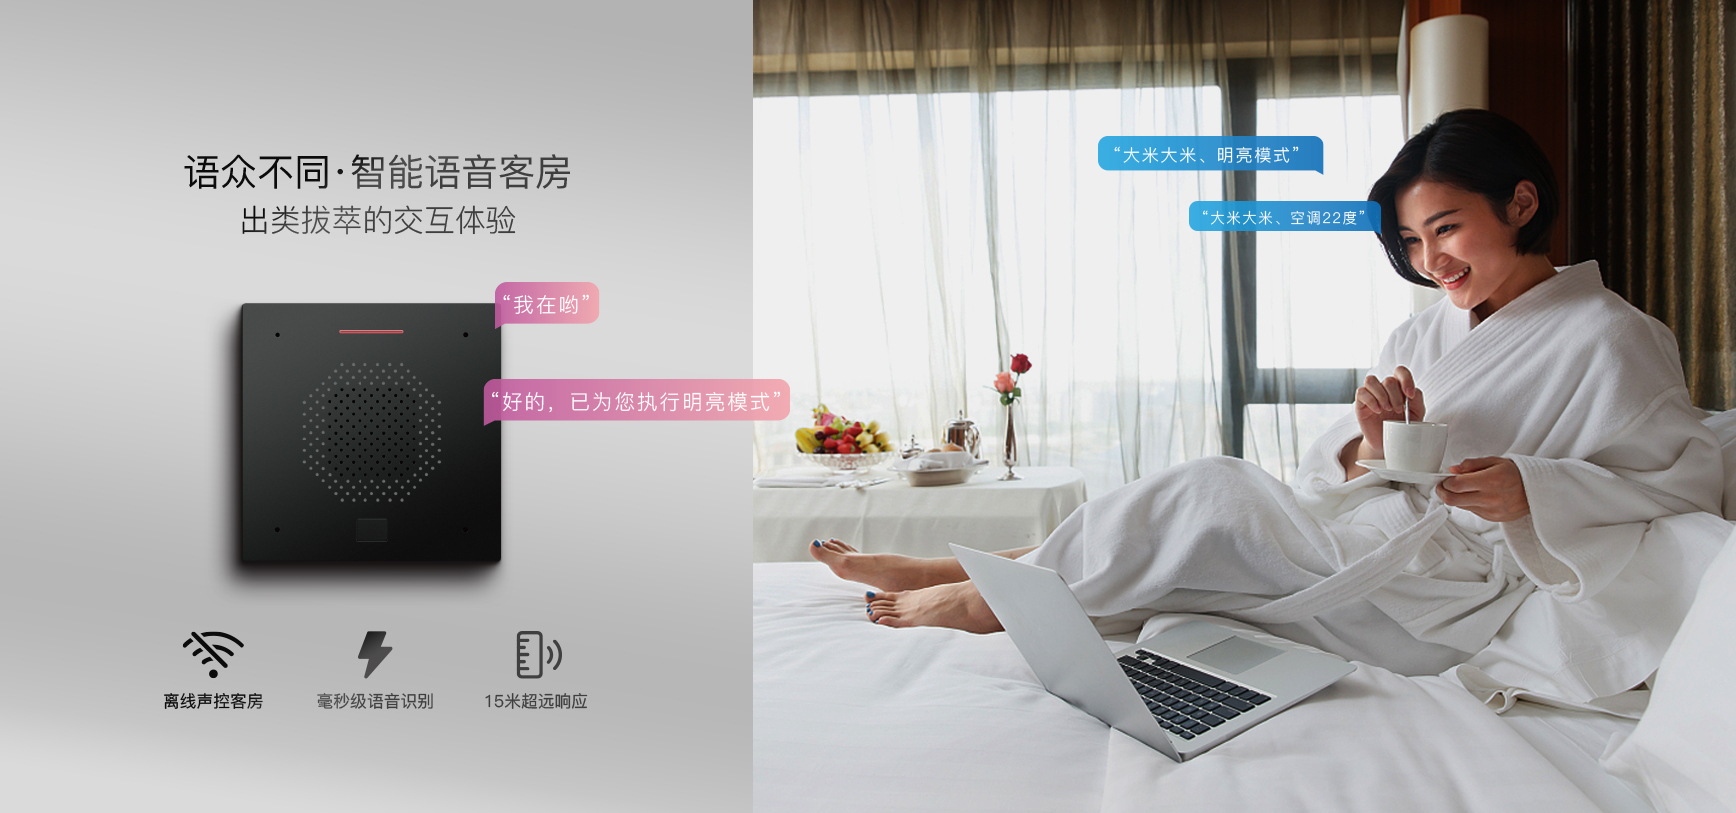 语众不同·智能语音客房
出类拔萃的交互体验
“我在哟”
“好的，已为您执行明亮模式”
离线声控客房
毫秒级语音识别
15米超远响应
“大米大米、明亮模式”
“大米大米、空调22度”